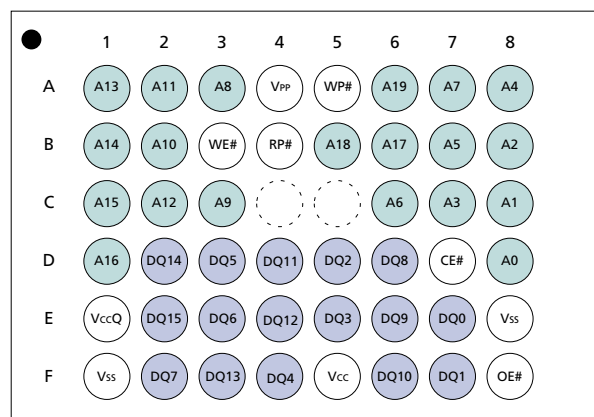 1 2 3 4 5 6 7 8
A A13 A11 A8 VPP WP# A19 A7 A4
B A14 A10 WE# RP# A18 A17 A5 A2
C A15 A12 A9 A6 A3 A1
D A16 DQ14 DQ5 DQ11 DQ2 DQ8 CE# A0
E VccQ DQ15 DQ6 DQ12 DQ3 DQ9 DQ0 Vss
F Vss DQ7 DQ13 DQ4 Vcc DQ10 DQ1 OE#